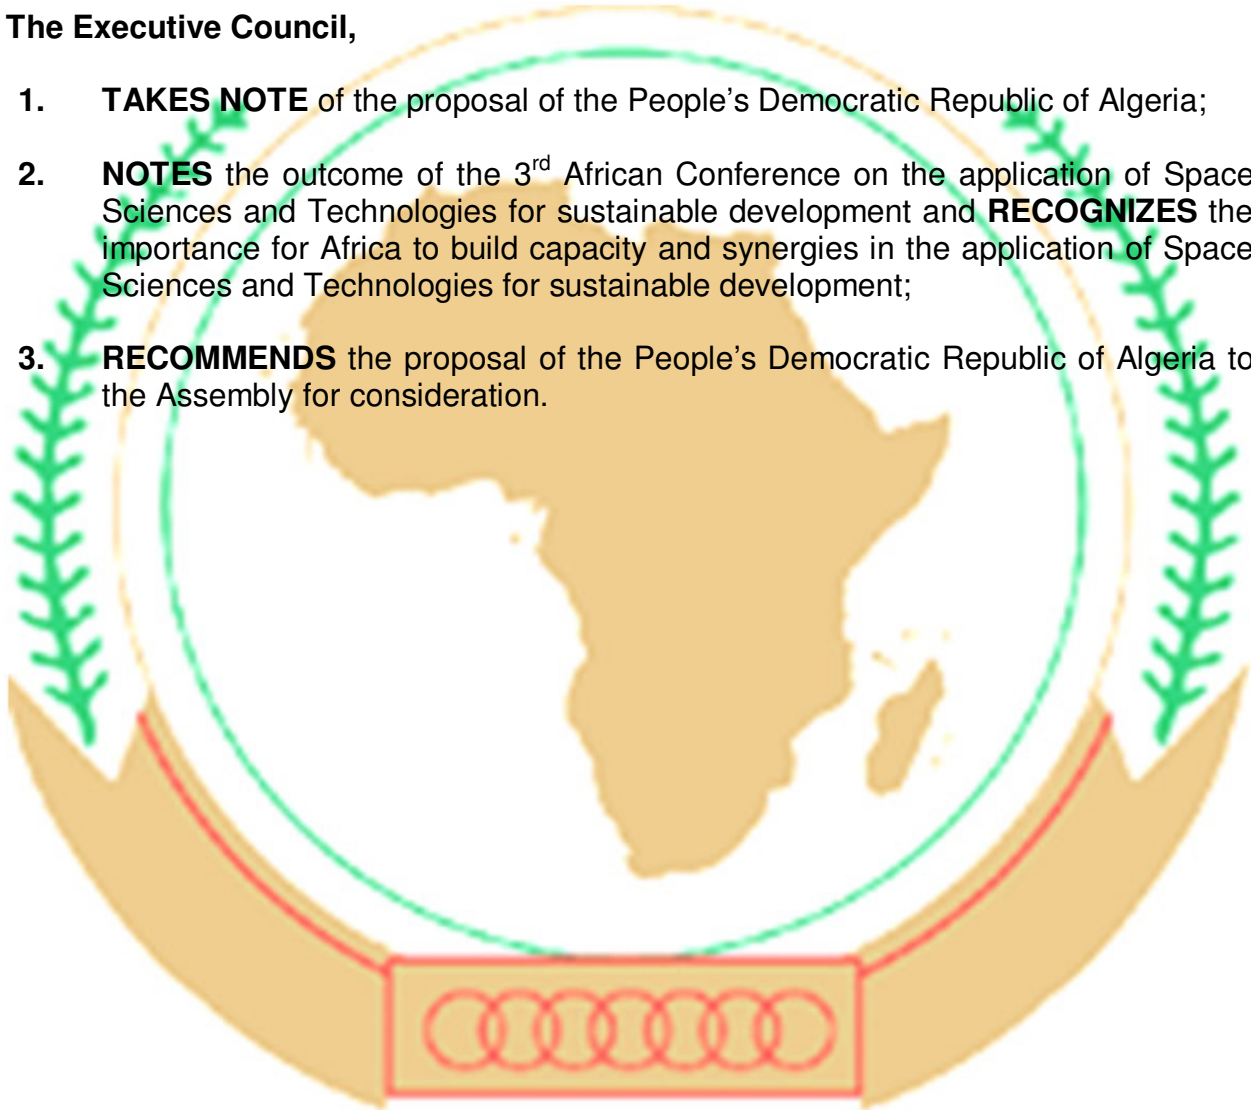 The Executive Council,
1. TAKES NOTE of the proposal of the People’s Democratic Republic of Algeria;
2. NOTES the outcome of the 3rd African Conference on the application of Space
Sciences and Technologies for sustainable development and RECOGNIZES the
importance for Africa to build capacity and synergies in the application of Space
Sciences and Technologies for sustainable development;
3. RECOMMENDS the proposal of the People’s Democratic Republic of Algeria to
the Assembly for consideration.